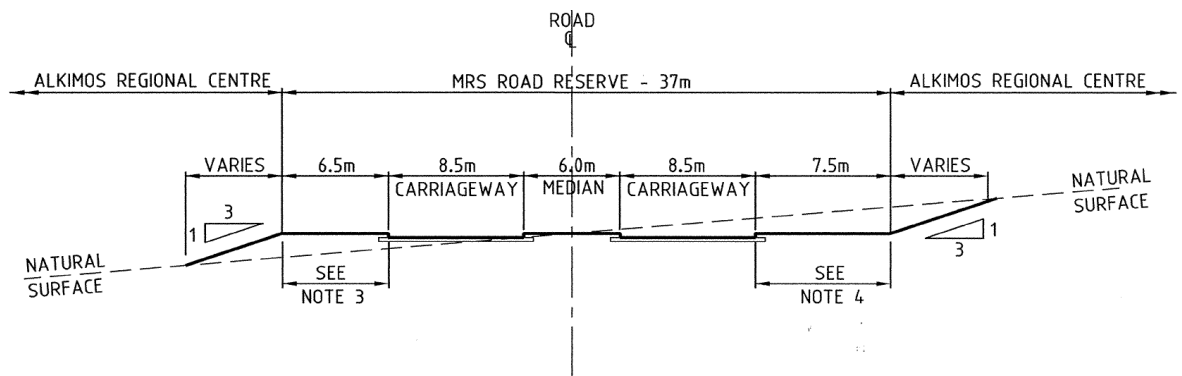 ROAD
℄
ALKIMOS REGIONAL CENTRE
MRS ROAD RESERVE - 37m
ALKIMOS REGIONAL CENTRE
VARIES
6.5m
8.5m
6.0m
8.5m
7.5m
VARIES
CARRIAGEWAY
MEDIAN
CARRIAGEWAY
NATURAL
SURFACE
3
1
1
3
NATURAL
SURFACE
SEE
NOTE 3
SEE
NOTE 4